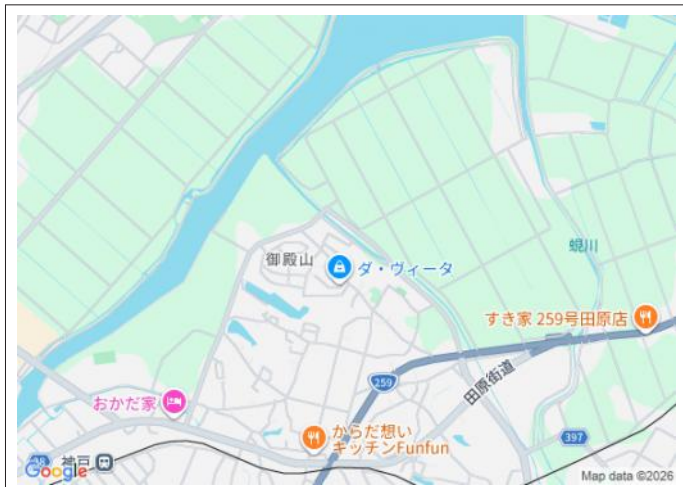 御殿山
ダ・ヴィータ
蜆川
すき家 259号田原店
259
田原街道
おかだ家
からだ想い
キッチンFunfun
397
神戸
Google
Map data ©2026